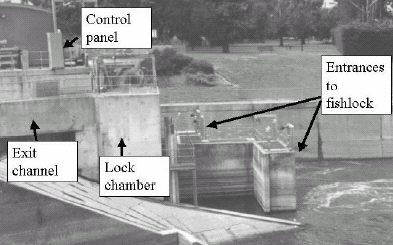 Control
panel
Entrances
to
fishlock
Exit
channel
Lock
chamber